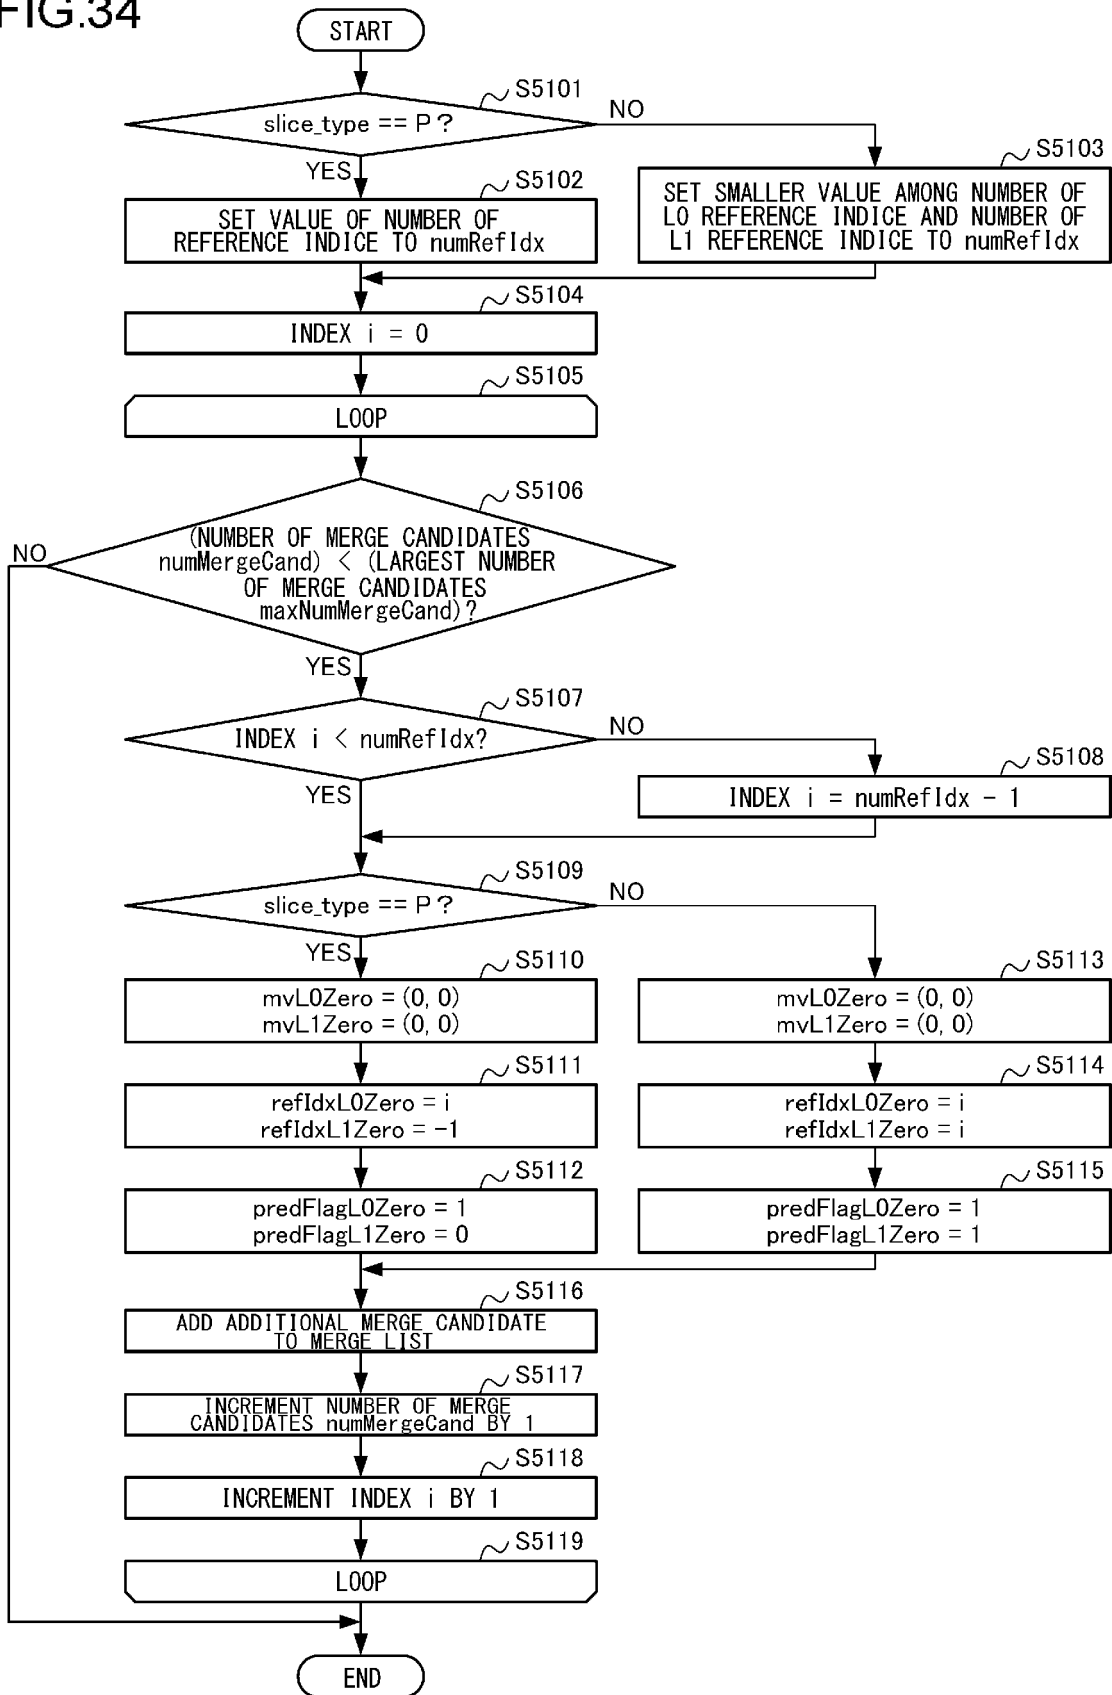 FIG.34
START
S5101
slice_type == P ?
NO
YES
S5102
SET VALUE OF NUMBER OF
REFERENCE INDICE TO numRefIdx
S5103
SET SMALLER VALUE AMONG NUMBER OF
L0 REFERENCE INDICE AND NUMBER OF
L1 REFERENCE INDICE TO numRefIdx
S5104
INDEX i = 0
S5105
LOOP
S5106
(NUMBER OF MERGE CANDIDATES
numMergeCand) < (LARGEST NUMBER
OF MERGE CANDIDATES
maxNumMergeCand)?
NO
YES
S5107
INDEX i < numRefIdx?
NO
YES
S5108
INDEX i = numRefIdx - 1
S5109
slice_type == P ?
NO
YES
S5110
mvL0Zero = (0, 0)
mvL1Zero = (0, 0)
S5113
mvL0Zero = (0, 0)
mvL1Zero = (0, 0)
S5111
refIdxL0Zero = i
refIdxL1Zero = -1
S5114
refIdxL0Zero = i
refIdxL1Zero = i
S5112
predFlagL0Zero = 1
predFlagL1Zero = 0
S5115
predFlagL0Zero = 1
predFlagL1Zero = 1
S5116
ADD ADDITIONAL MERGE CANDIDATE
TO MERGE LIST
S5117
INCREMENT NUMBER OF MERGE
CANDIDATES numMergeCand BY 1
S5118
INCREMENT INDEX i BY 1
S5119
LOOP
END